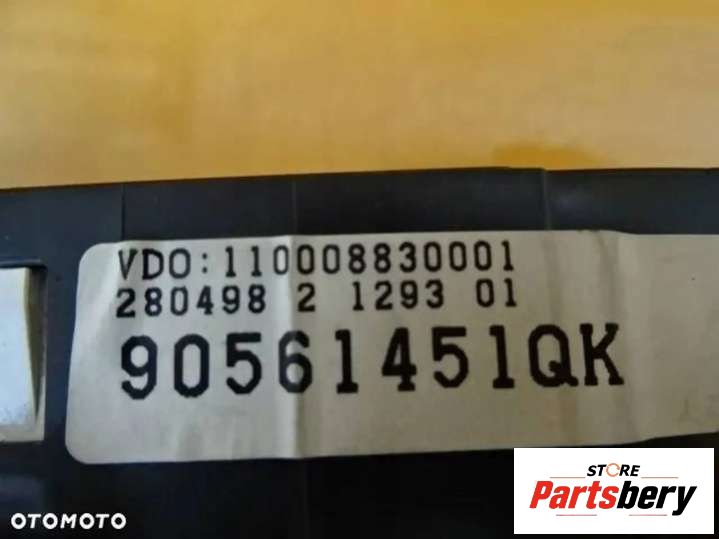 VDO:110008830001
280498 2 1293 01
90561451QK
STORE
Partsbery
OTOMOTO